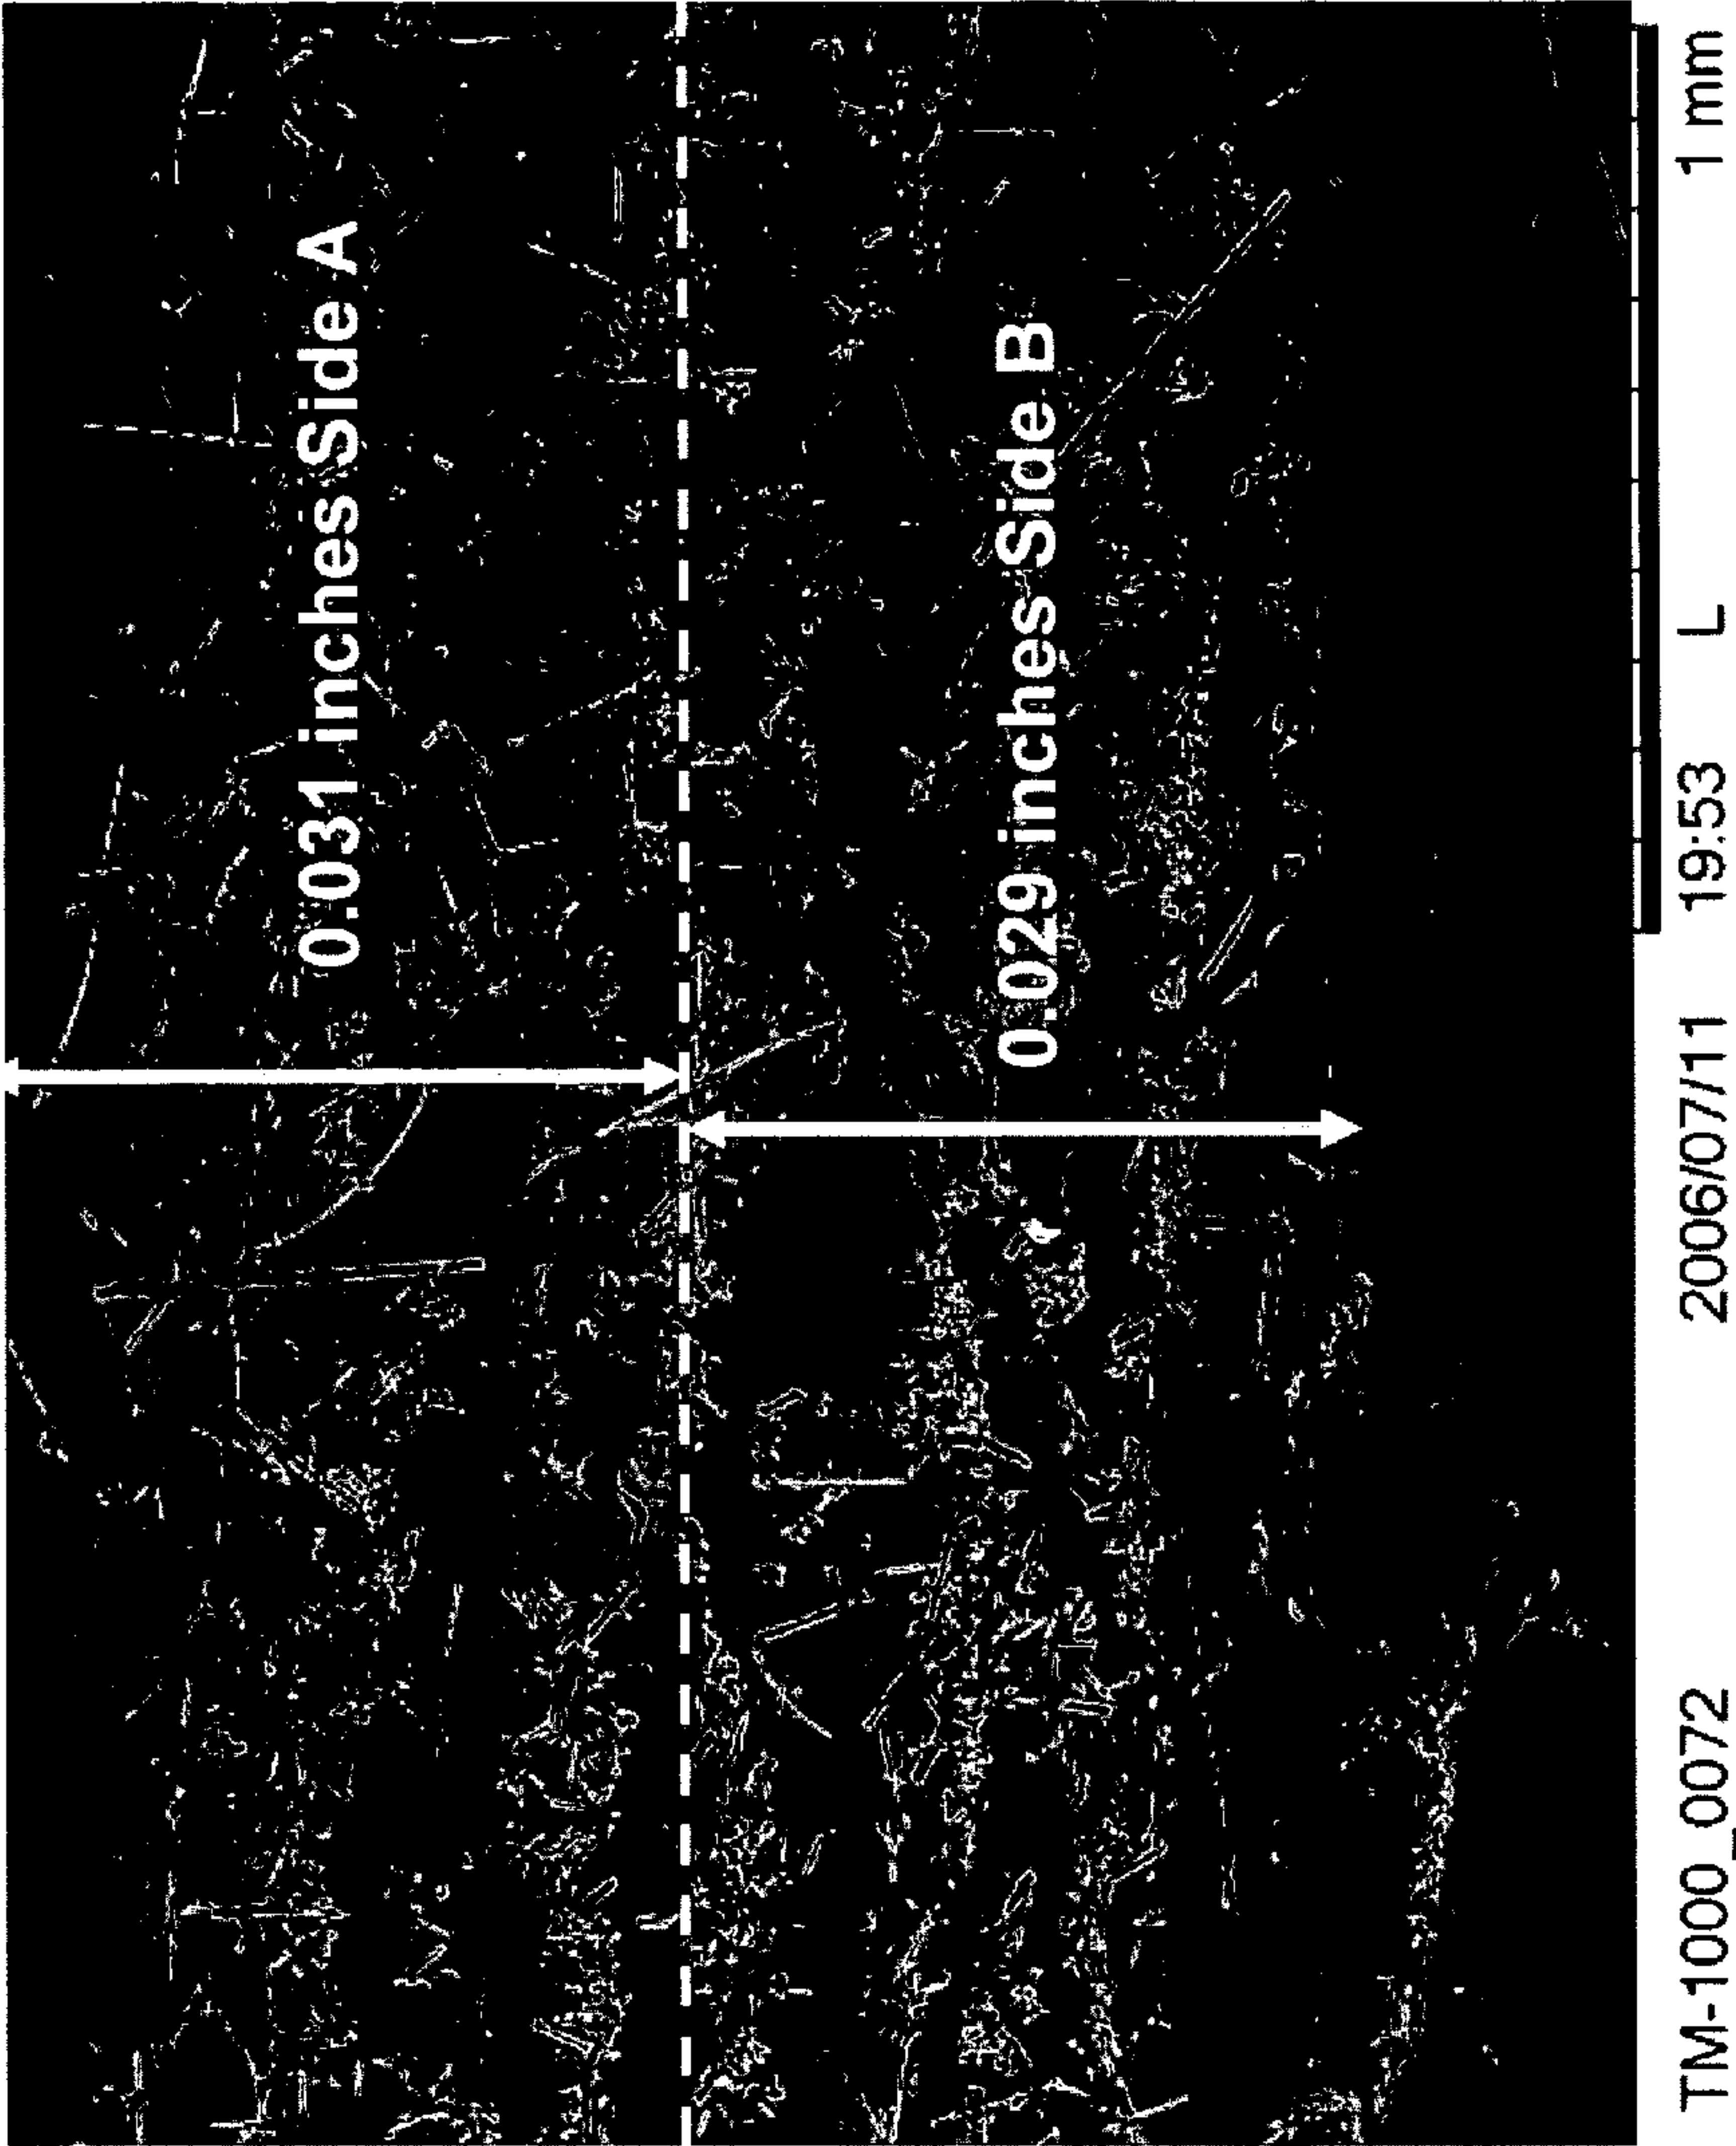 0.031 inches Side A
0.029 inches Side B
TM-1000_0072 2006/07/11 19:53 L 1 mm